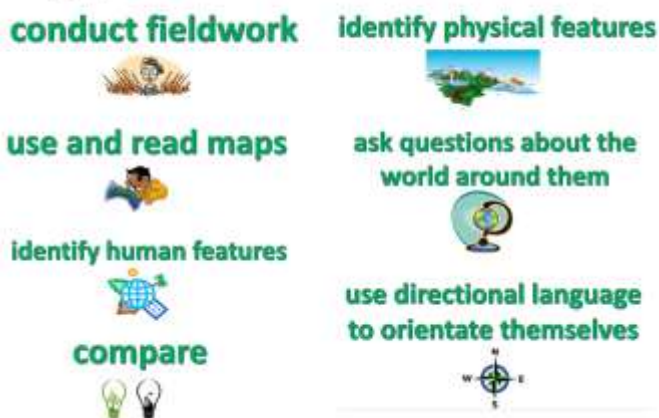 conduct fieldwork
use and read maps
identify human features
compare
identify physical features
ask questions about the
world around them
use directional language
to orientate themselves
N
W E
S